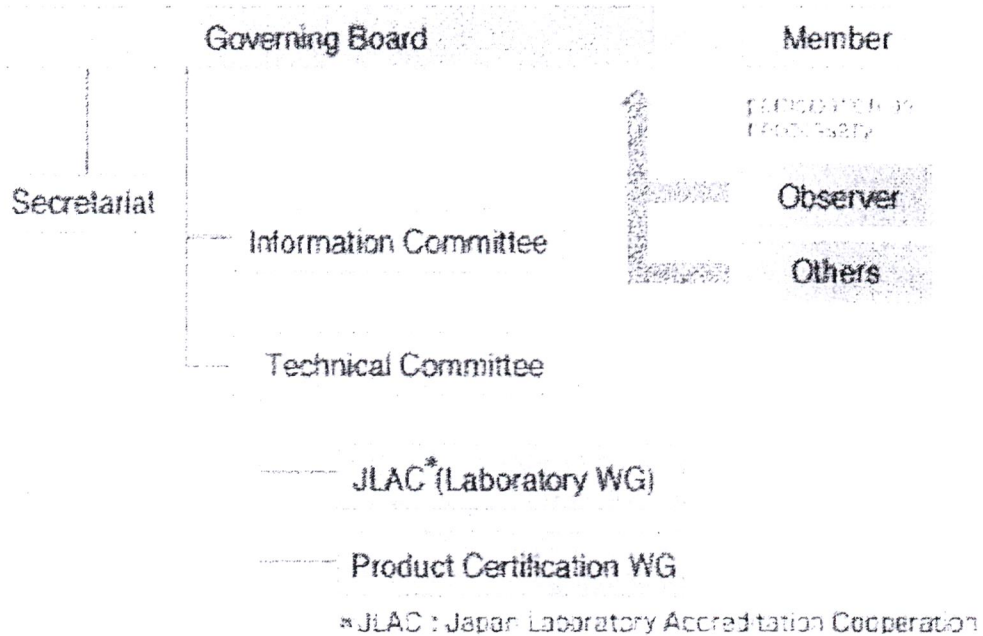 Governing Board
Member
Secretariat
Observer
Information Committee
Others
Technical Committee
JLAC*(Laboratory WG)
Product Certification WG
*JLAC : Japan Laboratory Accreditation Cooperation